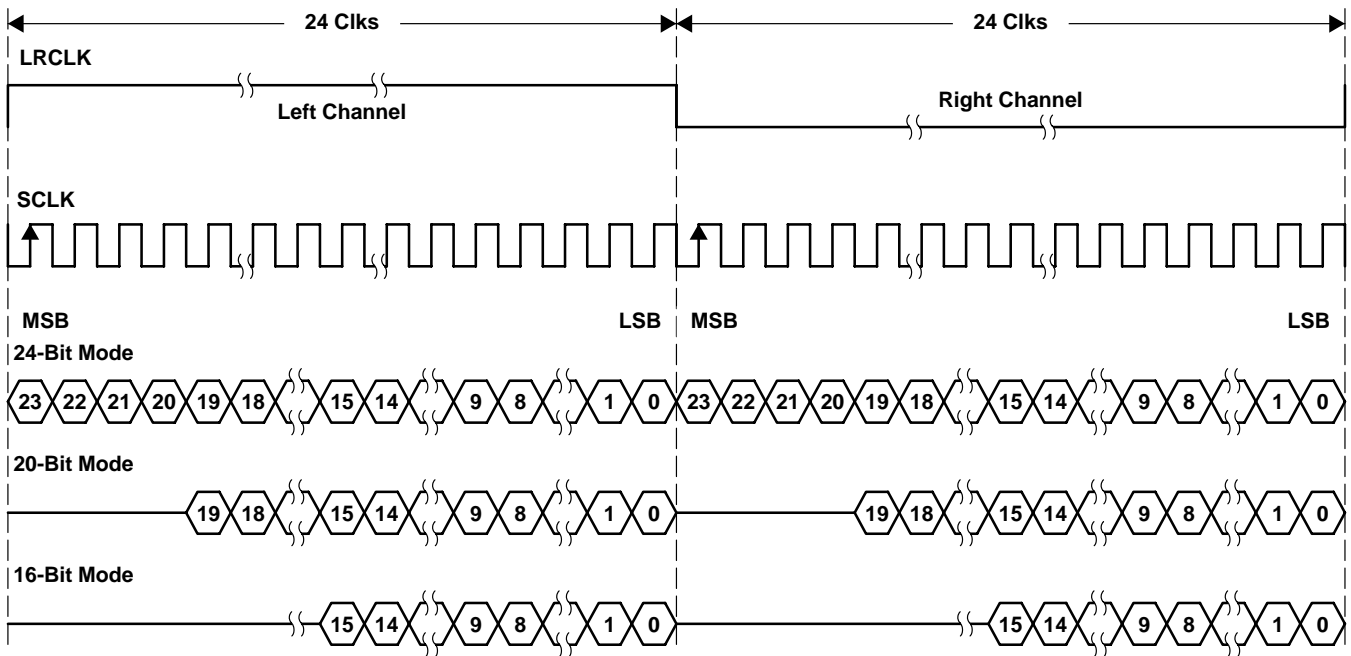 24 Clks 24 Clks
LRCLK
Left Channel Right Channel
SCLK
MSB LSB MSB LSB
24-Bit Mode
23 22 21 20 19 18 15 14 9 8 1 0 23 22 21 20 19 18 15 14 9 8 1 0
20-Bit Mode
19 18 15 14 9 8 1 0 19 18 15 14 9 8 1 0
16-Bit Mode
15 14 9 8 1 0 15 14 9 8 1 0